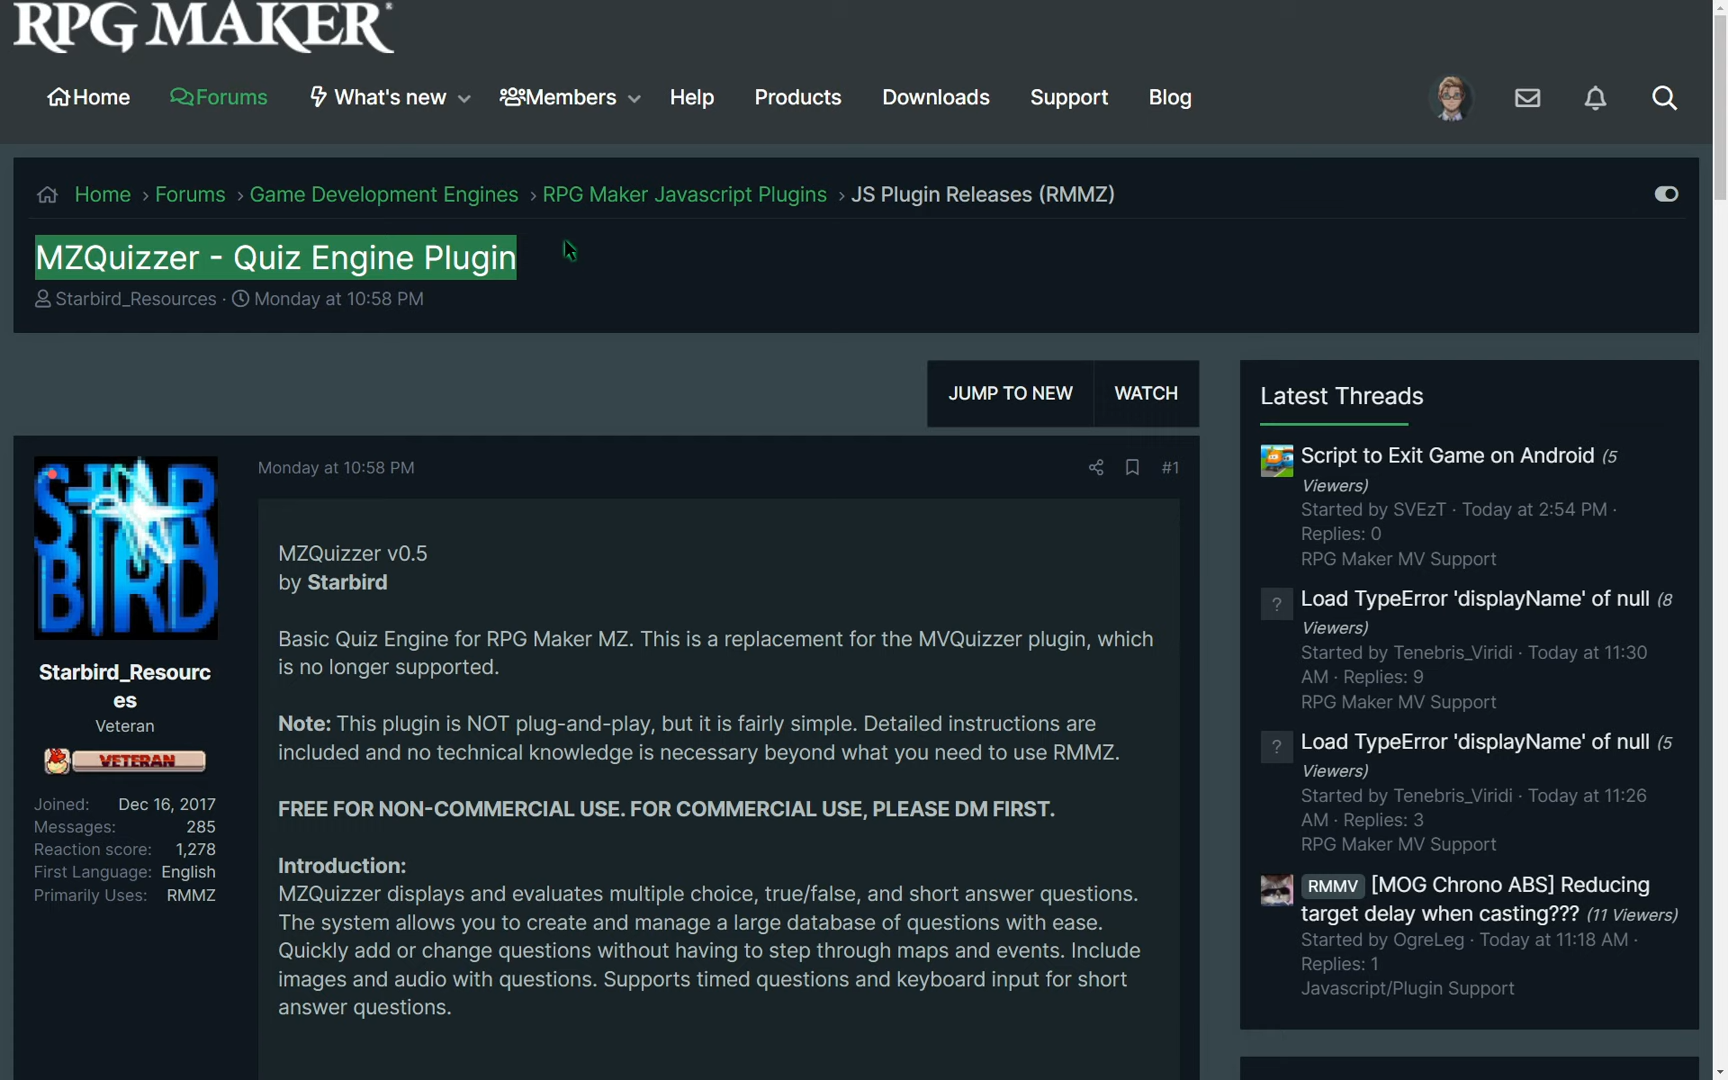 RPG MAKER
Home Forums What's new Members Help Products Downloads Support Blog
Home › Forums › Game Development Engines › RPG Maker Javascript Plugins › JS Plugin Releases (RMMZ)
MZQuizzer - Quiz Engine Plugin
Starbird_Resources · Monday at 10:58 PM
JUMP TO NEW WATCH
STAR
BIRD
Starbird_Resourc
es
Veteran
VETERAN
Joined: Dec 16, 2017
Messages: 285
Reaction score: 1,278
First Language: English
Primarily Uses: RMMZ
Monday at 10:58 PM #1
MZQuizzer v0.5
by Starbird
Basic Quiz Engine for RPG Maker MZ. This is a replacement for the MVQuizzer plugin, which
is no longer supported.
Note: This plugin is NOT plug-and-play, but it is fairly simple. Detailed instructions are
included and no technical knowledge is necessary beyond what you need to use RMMZ.
FREE FOR NON-COMMERCIAL USE. FOR COMMERCIAL USE, PLEASE DM FIRST.
Introduction:
MZQuizzer displays and evaluates multiple choice, true/false, and short answer questions.
The system allows you to create and manage a large database of questions with ease.
Quickly add or change questions without having to step through maps and events. Include
images and audio with questions. Supports timed questions and keyboard input for short
answer questions.
Latest Threads
Script to Exit Game on Android (5
Viewers)
Started by SVEzT · Today at 2:54 PM ·
Replies: 0
RPG Maker MV Support
? Load TypeError 'displayName' of null (8
Viewers)
Started by Tenebris_Viridi · Today at 11:30
AM · Replies: 9
RPG Maker MV Support
? Load TypeError 'displayName' of null (5
Viewers)
Started by Tenebris_Viridi · Today at 11:26
AM · Replies: 3
RPG Maker MV Support
RMMV [MOG Chrono ABS] Reducing
target delay when casting??? (11 Viewers)
Started by OgreLeg · Today at 11:18 AM ·
Replies: 1
Javascript/Plugin Support